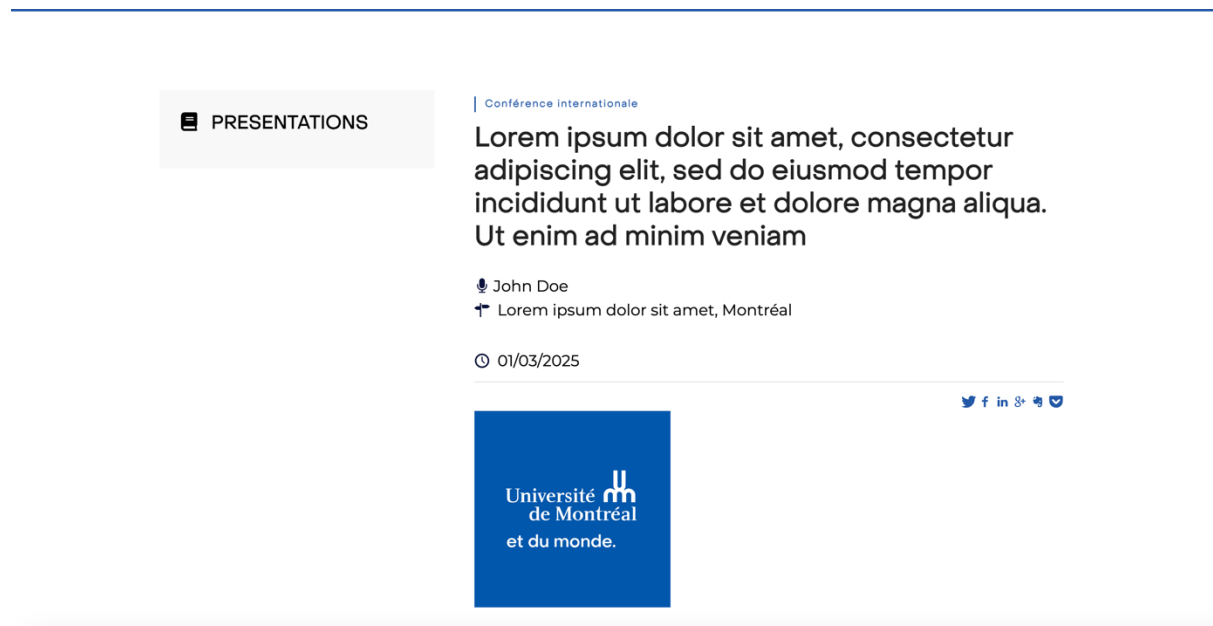 PRESENTATIONS
Conférence internationale
Lorem ipsum dolor sit amet, consectetur
adipiscing elit, sed do eiusmod tempor
incididunt ut labore et dolore magna aliqua.
Ut enim ad minim veniam
John Doe
Lorem ipsum dolor sit amet, Montréal
01/03/2025
f in 8+
Université
de Montréal
et du monde.